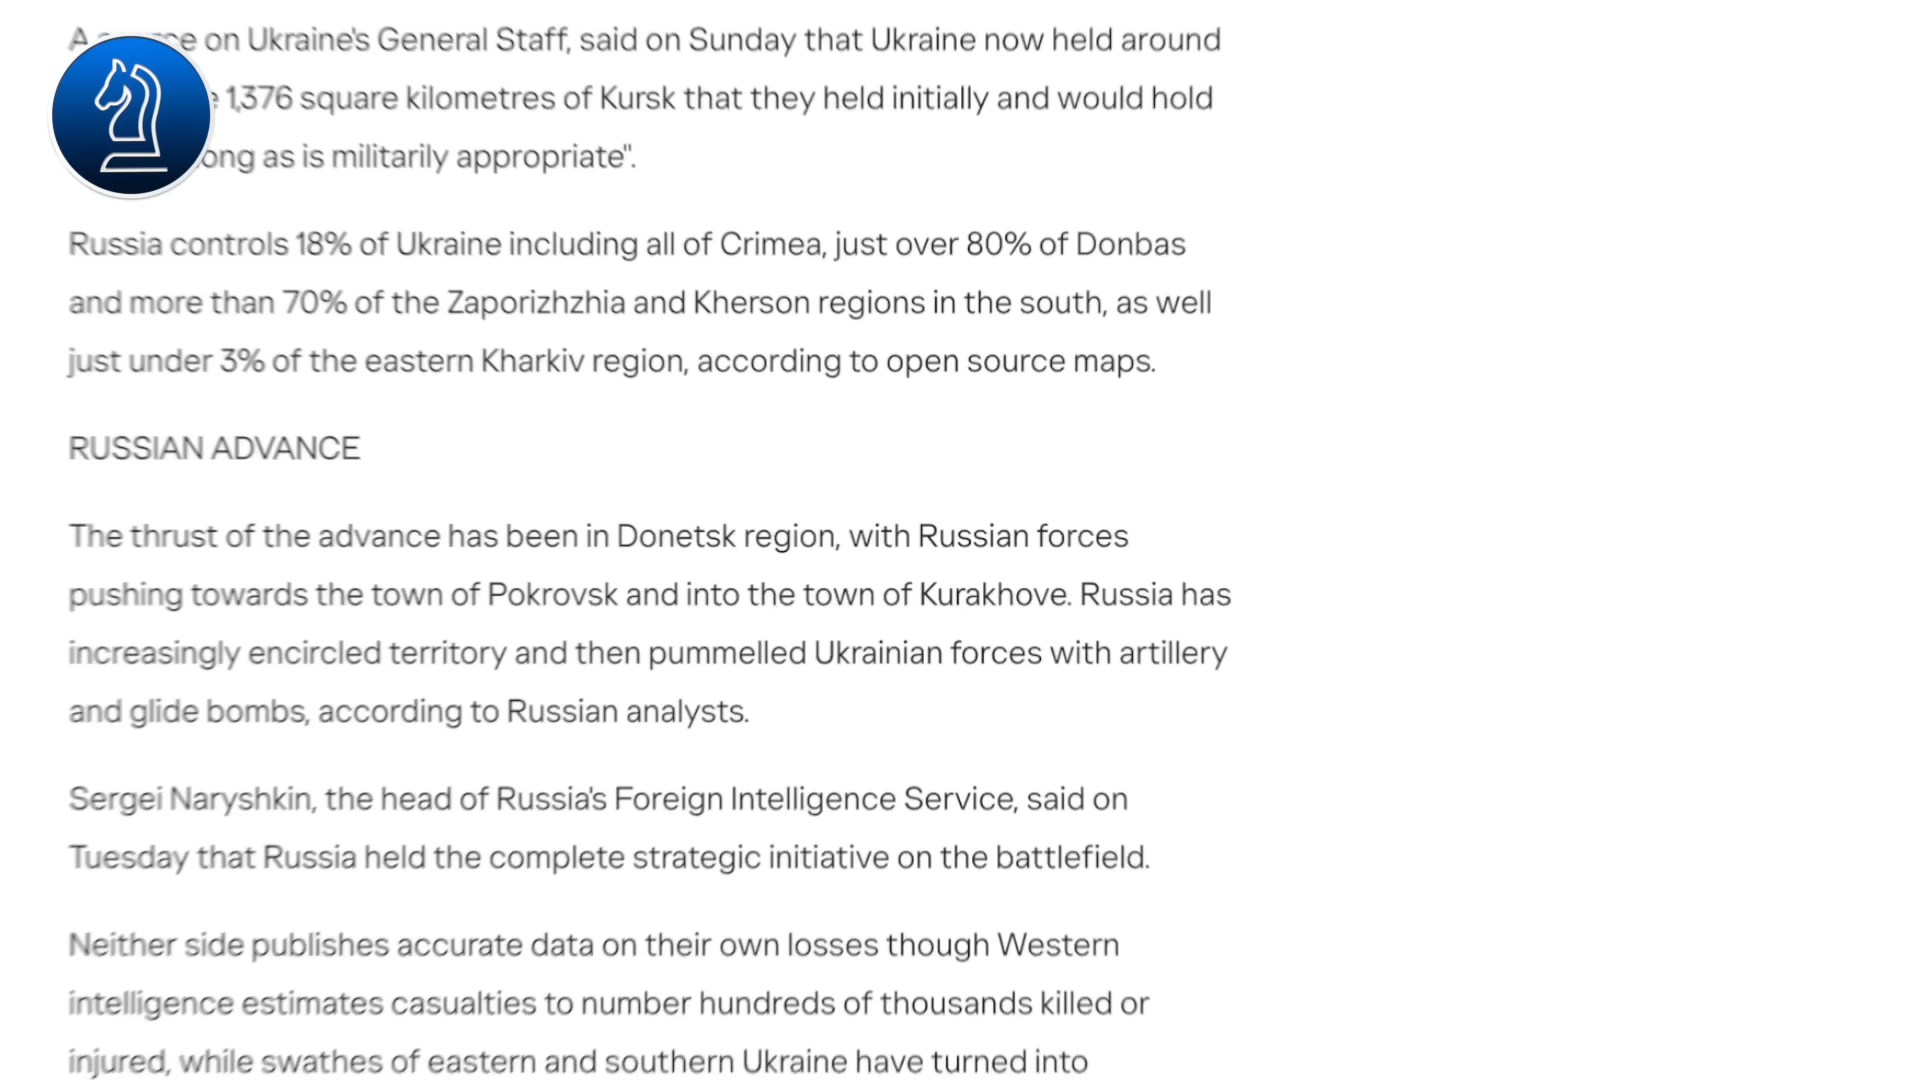 A on Ukraine's General Staff, said on Sunday that Ukraine now held around
1,376 square kilometres of Kursk that they held initially and would hold
as is militarily appropriate".
Russia controls 18% of Ukraine including all of Crimea, just over 80% of Donbas
and more than 70% of the Zaporizhzhia and Kherson regions in the south, as well
just under 3% of the eastern Kharkiv region, according to open source maps.
RUSSIAN ADVANCE
The thrust of the advance has been in Donetsk region, with Russian forces
pushing towards the town of Pokrovsk and into the town of Kurakhove. Russia has
increasingly encircled territory and then pummelled Ukrainian forces with artillery
and glide bombs, according to Russian analysts.
Sergei Naryshkin, the head of Russia's Foreign Intelligence Service, said on
Tuesday that Russia held the complete strategic initiative on the battlefield.
Neither side publishes accurate data on their own losses though Western
intelligence estimates casualties to number hundreds of thousands killed or
injured, while swathes of eastern and southern Ukraine have turned into